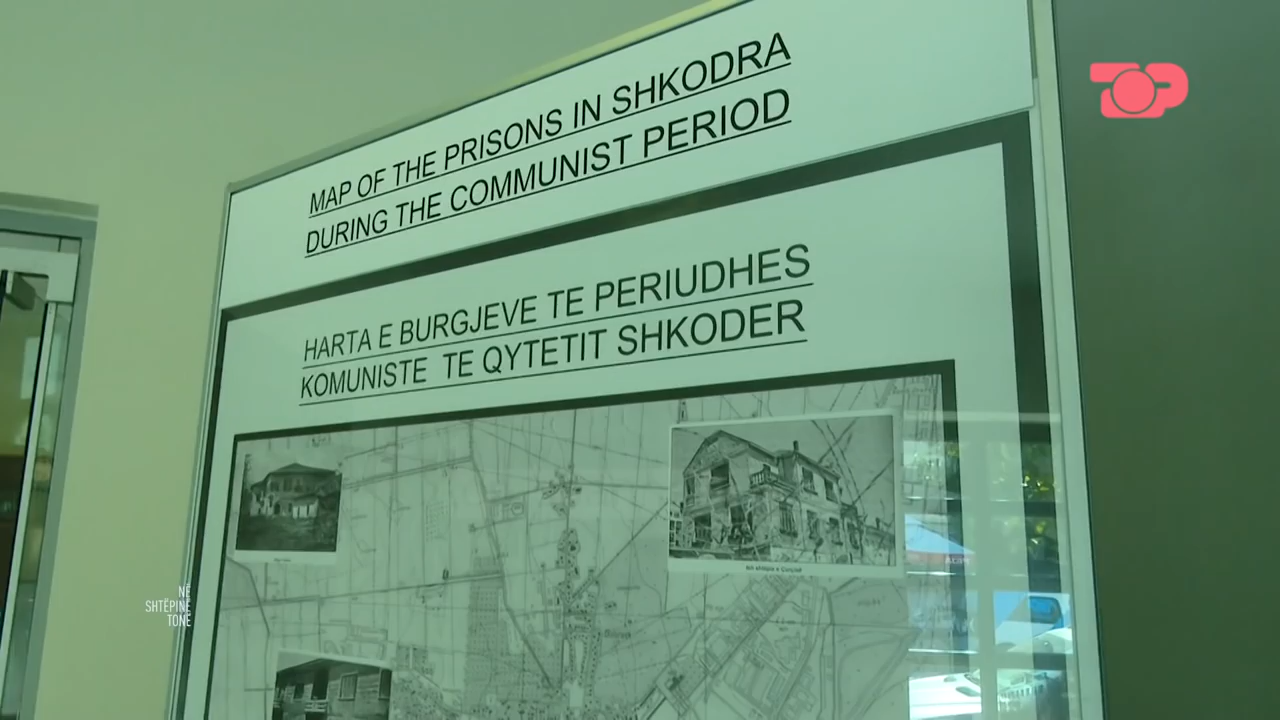 MAP OF THE PRISONS IN SHKODRA
DURING THE COMMUNIST PERIOD
HARTA E BURGJEVE TE PERIUDHES
KOMUNISTE TE QYTETIT SHKODER
TOP
NË
SHTËPINË
TONË